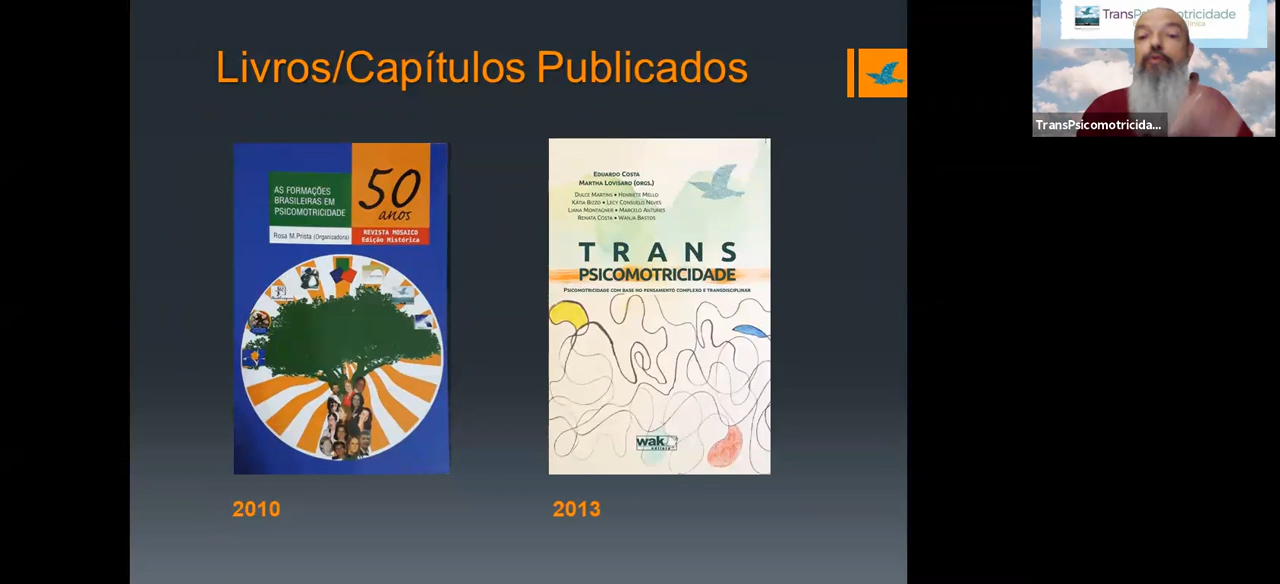 Livros/Capítulos Publicados
AS FORMAÇÕES
BRASILEIRAS EM
PSICOMOTRICIDADE
50
anos
Rosa M.Prista (Organizadora)
REVISTA MOSAICO
Edição Histórica
2010
EDUARDO COSTA
MARTHA LOVISARO (ORGS.)
DULCE MARTINS • HENRIETE MELLO
KÁTIA BIZZO • LECY CONSUELO NEVES
LIANA MONTAGNER • MARCELO ANTUNES
RENATA COSTA • WANJA BASTOS
TRANS
PSICOMOTRICIDADE
PSICOMOTRICIDADE COM BASE NO PENSAMENTO COMPLEXO E TRANSDISCIPLINAR
wak
editora
2013
TransPsicomotricida...